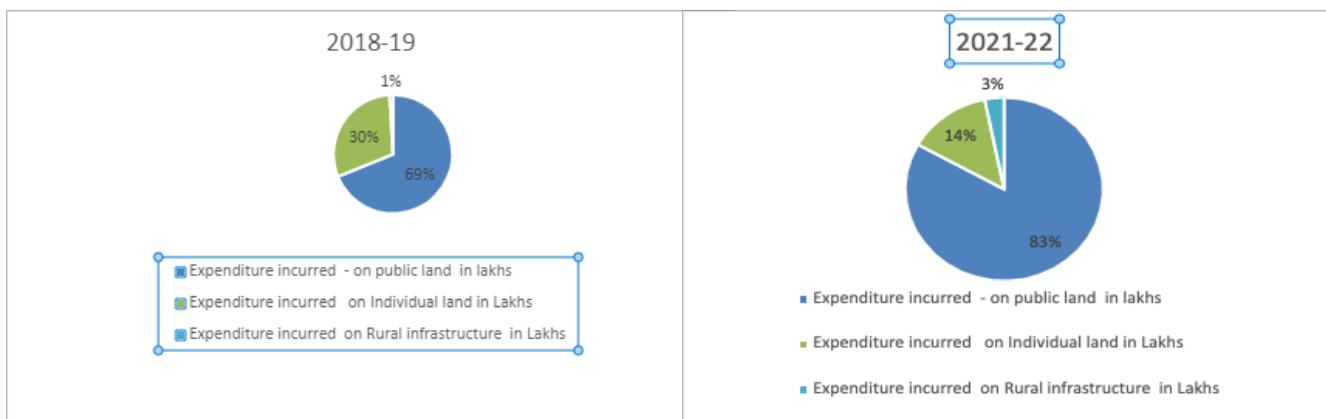 2018-19
1%
30%
69%
Expenditure incurred - on public land in lakhs
Expenditure incurred on Individual land in Lakhs
Expenditure incurred on Rural infrastructure in Lakhs
2021-22
3%
14%
83%
Expenditure incurred - on public land in lakhs
Expenditure incurred on Individual land in Lakhs
Expenditure incurred on Rural infrastructure in Lakhs